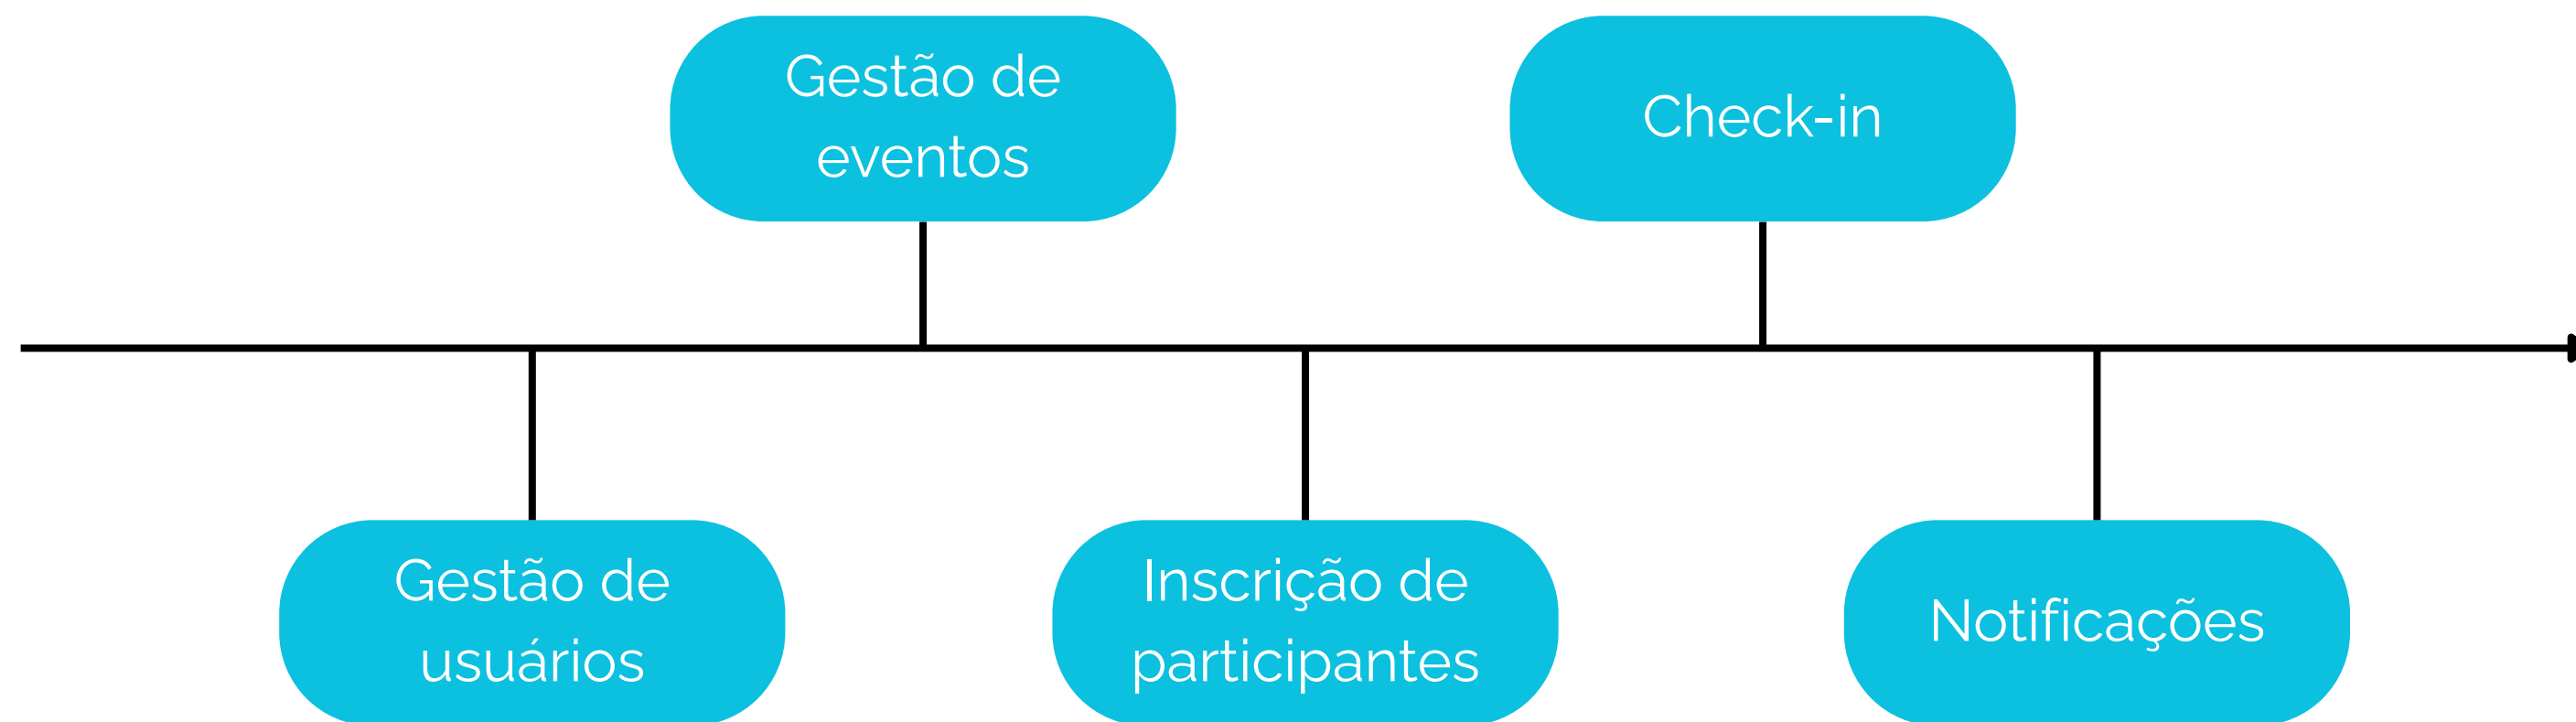 Gestão de
eventos
Check-in
Gestão de
usuários
Inscrição de
participantes
Notificações